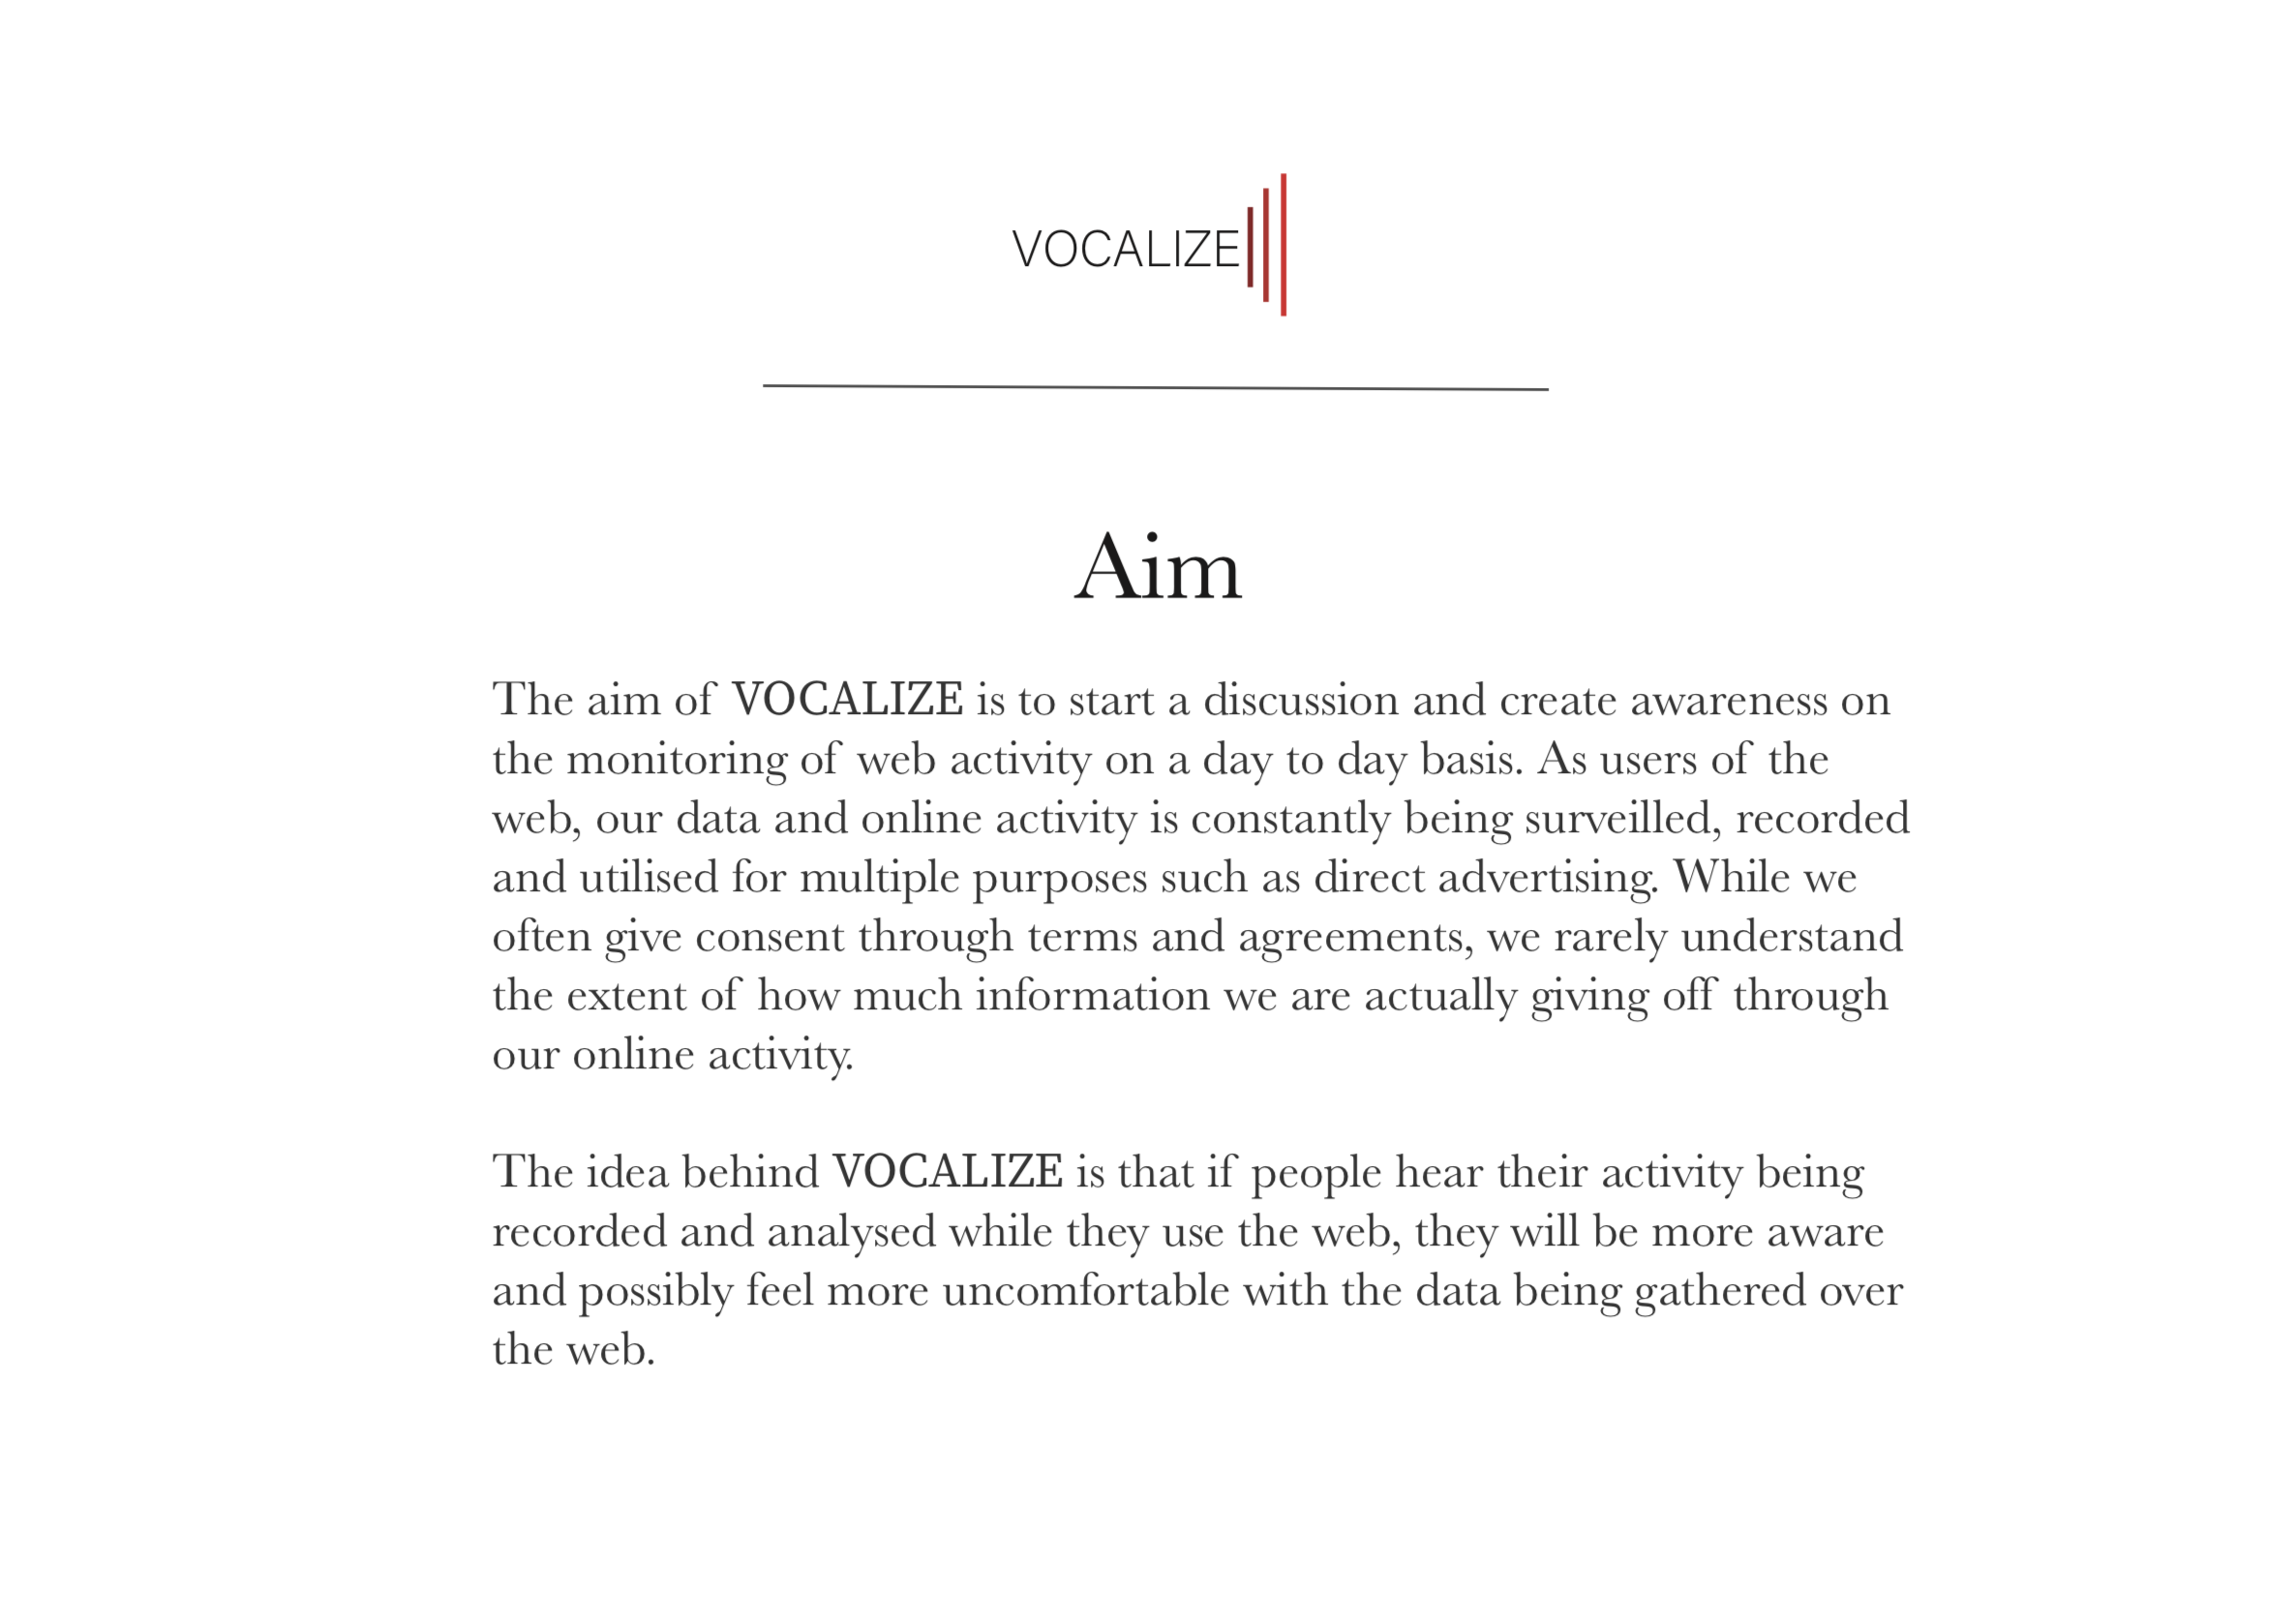 VOCALIZE
Aim
The aim of VOCALIZE is to start a discussion and create awareness on
the monitoring of web activity on a day to day basis. As users of the
web, our data and online activity is constantly being surveilled, recorded
and utilised for multiple purposes such as direct advertising. While we
often give consent through terms and agreements, we rarely understand
the extent of how much information we are actually giving off through
our online activity.
The idea behind VOCALIZE is that if people hear their activity being
recorded and analysed while they use the web, they will be more aware
and possibly feel more uncomfortable with the data being gathered over
the web.